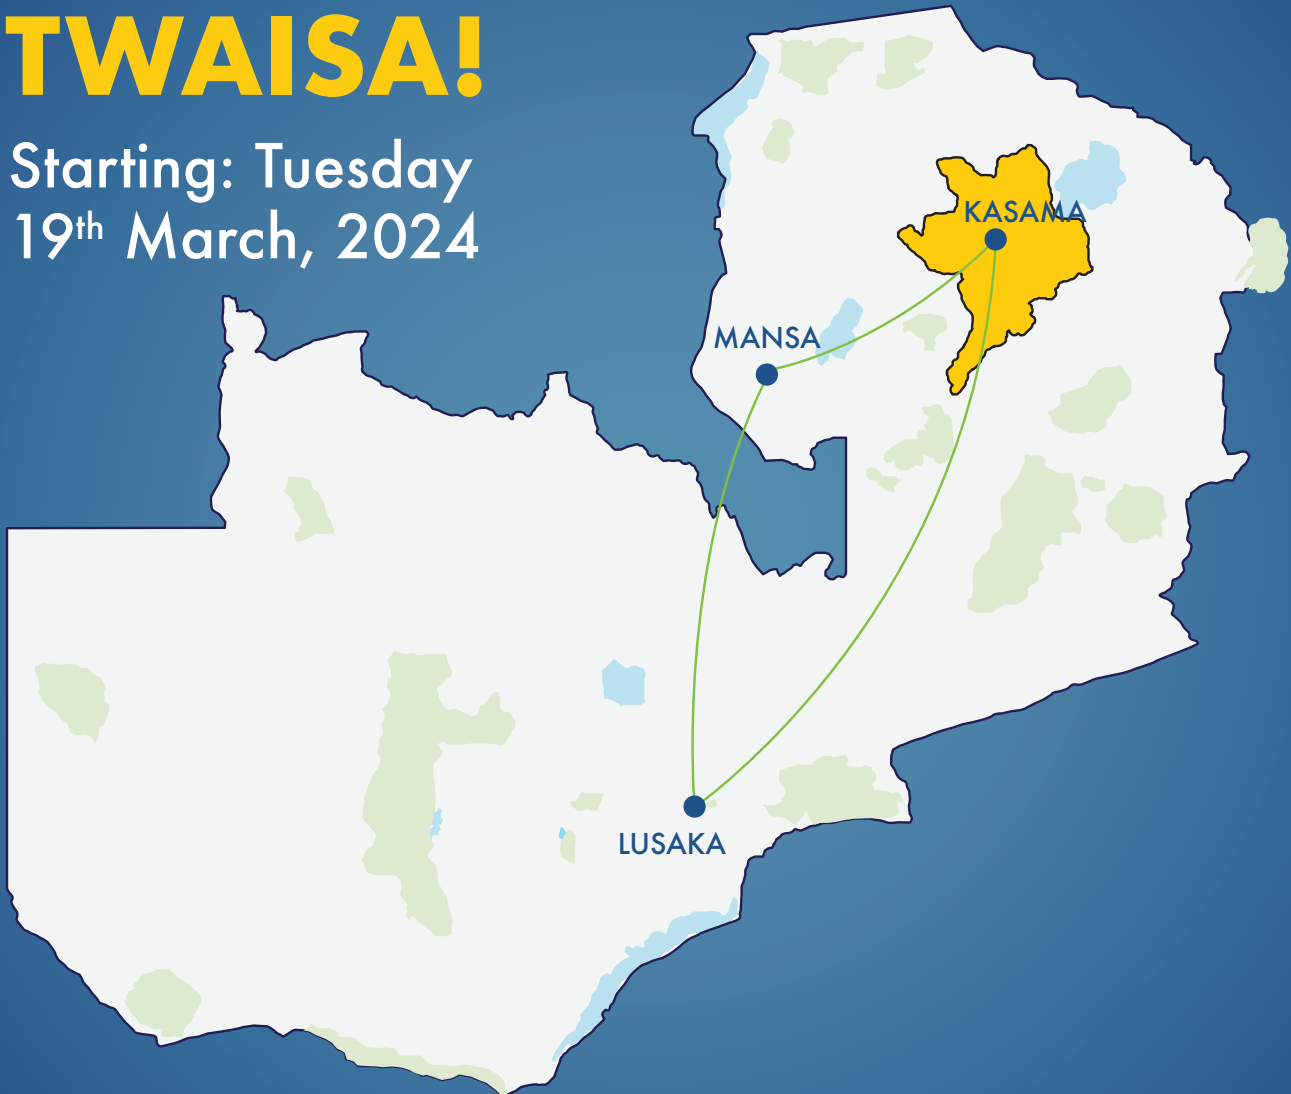 TWAISA!
Starting: Tuesday
19th March, 2024
KASAMA
MANSA
LUSAKA